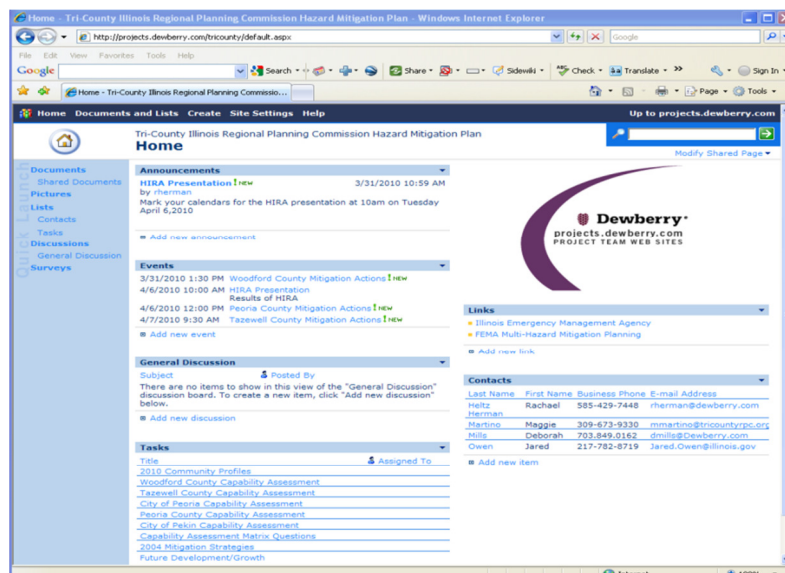 Home - Tri-County Illinois Regional Planning Commission Hazard Mitigation Plan - Windows Internet Explorer
http://projects.dewberry.com/tricounty/default.aspx
Google
File Edit View Favorites Tools Help
Google Search Share Sidewiki Check Translate Sign In
Home - Tri-County Illinois Regional Planning Commissio...
Page Tools
Home Documents and Lists Create Site Settings Help
Up to projects.dewberry.com
Tri-County Illinois Regional Planning Commission Hazard Mitigation Plan
Home
Modify Shared Page
Quick Launch
Documents
Shared Documents
Pictures
Lists
Contacts
Tasks
Discussions
General Discussion
Surveys
Announcements
HIRA Presentation ! NEW 3/31/2010 10:59 AM
by rherman
Mark your calendars for the HIRA presentation at 10am on Tuesday
April 6,2010
Add new announcement
Events
3/31/2010 1:30 PM Woodford County Mitigation Actions ! NEW
4/6/2010 10:00 AM HIRA Presentation
Results of HIRA
4/6/2010 12:00 PM Peoria County Mitigation Actions ! NEW
4/7/2010 9:30 AM Tazewell County Mitigation Actions ! NEW
Add new event
General Discussion
Subject Posted By
There are no items to show in this view of the "General Discussion"
discussion board. To create a new item, click "Add new discussion"
below.
Add new discussion
Tasks
Title Assigned To
2010 Community Profiles
Woodford County Capability Assessment
Tazewell County Capability Assessment
City of Peoria Capability Assessment
Peoria County Capability Assessment
City of Pekin Capability Assessment
Capability Assessment Matrix Questions
2004 Mitigation Strategies
Future Development/Growth
Dewberry
projects.dewberry.com
PROJECT TEAM WEB SITES
Links
Illinois Emergency Management Agency
FEMA Multi-Hazard Mitigation Planning
Add new link
Contacts
Last Name First Name Business Phone E-mail Address
Heltz Rachael 585-429-7448 rherman@dewberry.com
Herman
Martino Maggie 309-673-9330 mmartino@tricountyrpc.org
Mills Deborah 703.849.0162 dmills@Dewberry.com
Owen Jared 217-782-8719 Jared.Owen@illinois.gov
Add new item